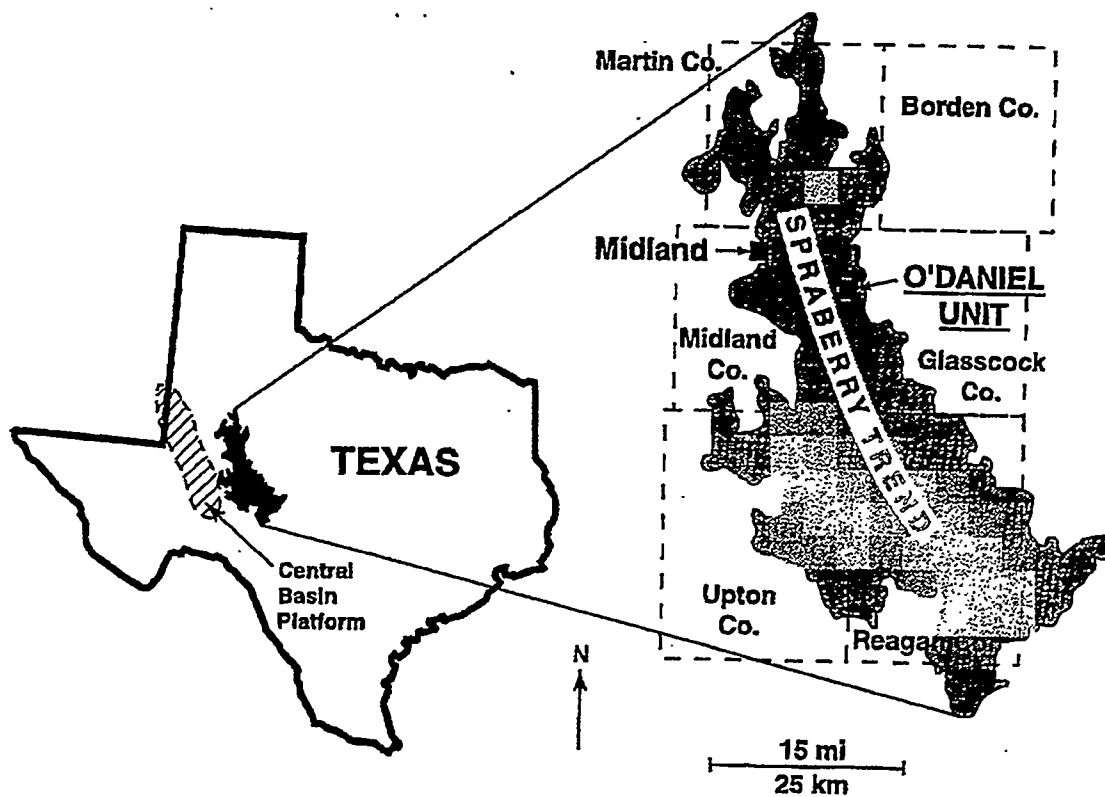 Martin Co.
Borden Co.
Midland
SPRABERRY TREND
O'DANIEL
UNIT
Midland
Co.
Glasscock
Co.
TEXAS
Central
Basin
Platform
Upton
Co.
Reagan
N
15 mi
25 km